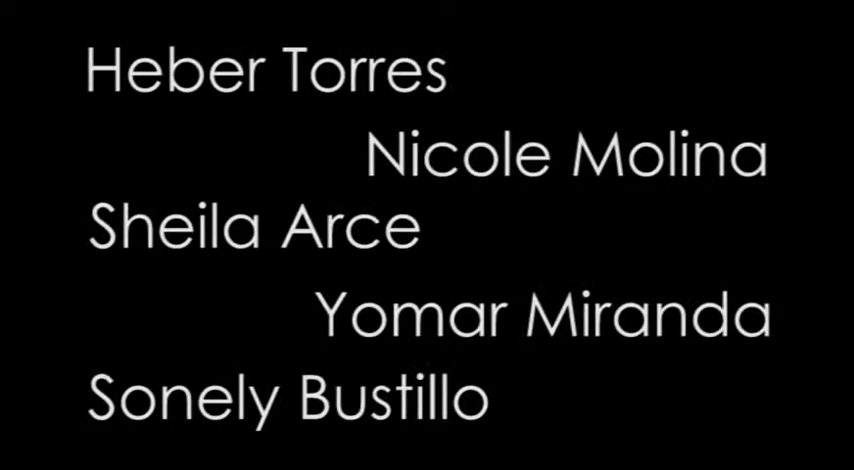 Heber Torres
Nicole Molina
Sheila Arce
Yomar Miranda
Sonely Bustillo